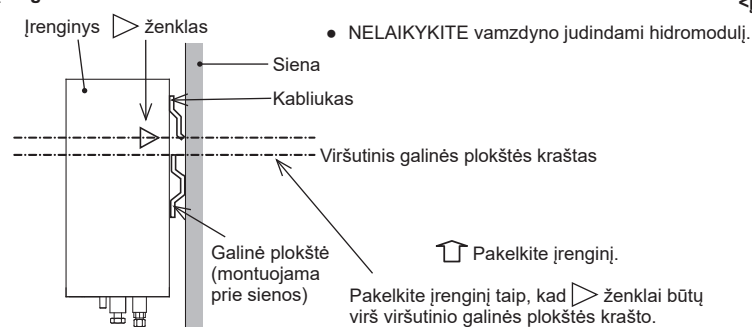 Įrenginys ▷ ženklas
● NELAIKYKITE vamzdyno judindami hidromodulį.
Siena
Kabliukas
Viršutinis galinės plokštės kraštas
Galinė plokštė
(montuojama
prie sienos)
⇧ Pakelkite įrenginį.
Pakelkite įrenginį taip, kad ▷ ženklai būtų
virš viršutinio galinės plokštės krašto.